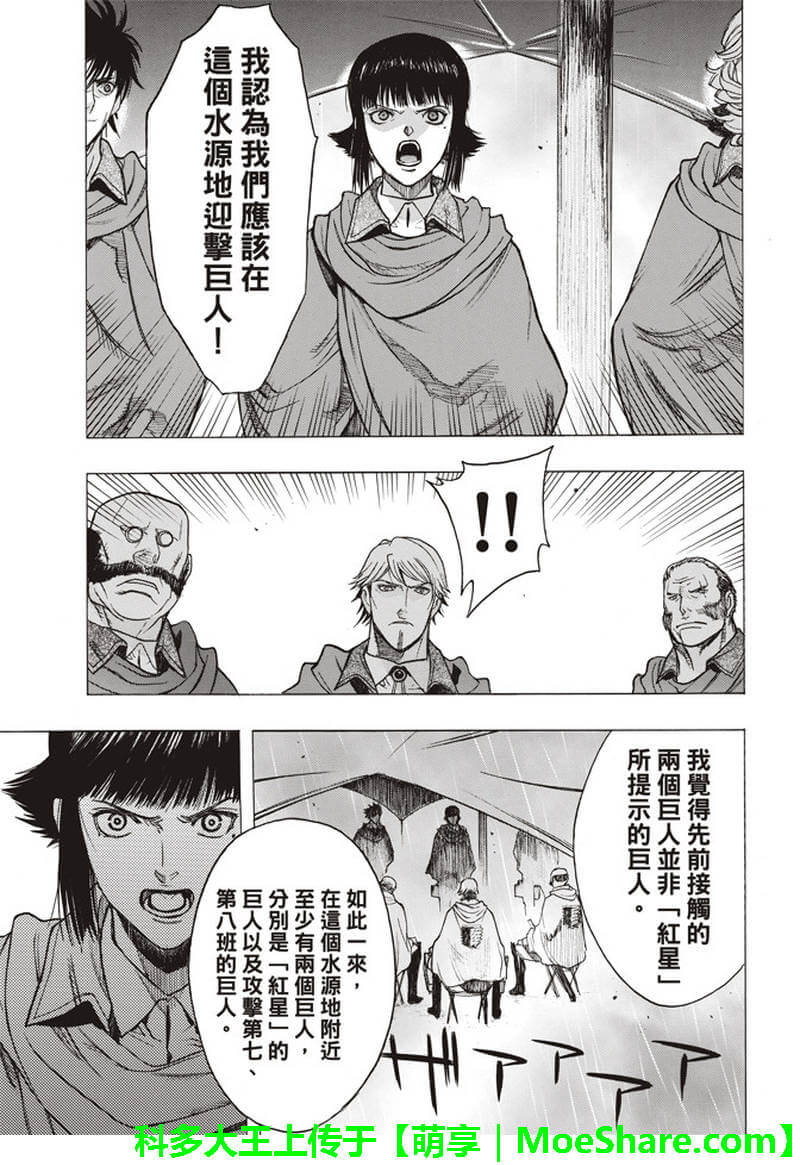 我認為我們應該在
這個水源地迎擊巨人！
!!
我覺得先前接觸的
兩個巨人並非「紅星」
所提示的巨人。
如此一來，
在這個水源地附近
至少有兩個巨人，
分別是「紅星」的
巨人以及攻擊第七、
第八班的巨人。
ザァァァ
科多大王上传于【萌享｜MoeShare.com】